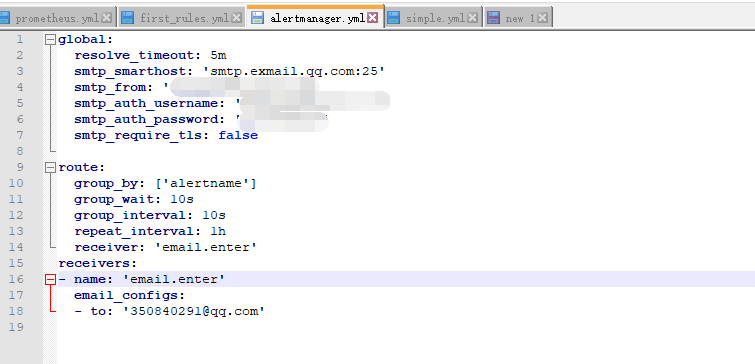 prometheus.yml first_rules.yml alertmanager.yml simple.yml new 1
1 global:
2 resolve_timeout: 5m
3 smtp_smarthost: 'smtp.exmail.qq.com:25'
4 smtp_from: '
5 smtp_auth_username: '
6 smtp_auth_password: '
7 smtp_require_tls: false
8
9 route:
10 group_by: ['alertname']
11 group_wait: 10s
12 group_interval: 10s
13 repeat_interval: 1h
14 receiver: 'email.enter'
15 receivers:
16 - name: 'email.enter'
17 email_configs:
18 - to: '350840291@qq.com'
19